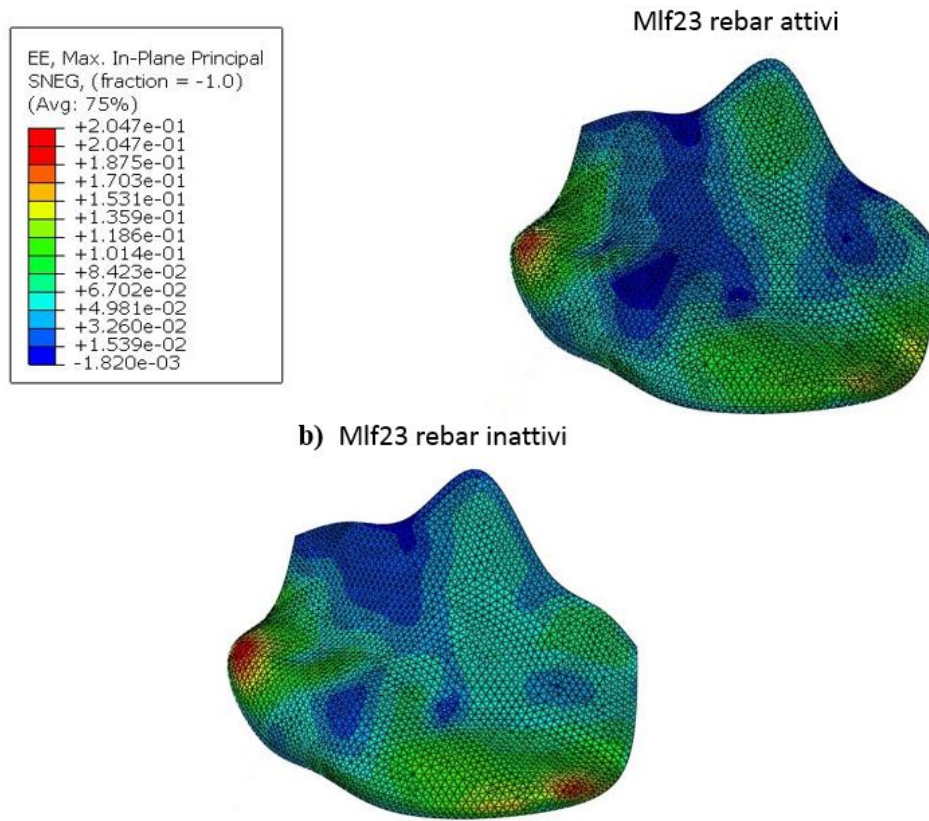 Mlf23 rebar attivi
EE, Max. In-Plane Principal
SNEG, (fraction = -1.0)
(Avg: 75%)
+2.047e-01
+2.047e-01
+1.875e-01
+1.703e-01
+1.531e-01
+1.359e-01
+1.186e-01
+1.014e-01
+8.423e-02
+6.702e-02
+4.981e-02
+3.260e-02
+1.539e-02
-1.820e-03
b) Mlf23 rebar inattivi